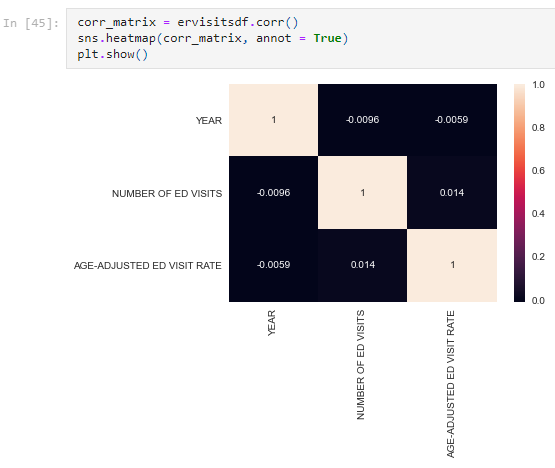 In [45]: corr_matrix = ervisitsdf.corr()
sns.heatmap(corr_matrix, annot = True)
plt.show()
1.0
YEAR 1 -0.0096 -0.0059
0.8
0.6
NUMBER OF ED VISITS -0.0096 1 0.014
0.4
0.2
AGE-ADJUSTED ED VISIT RATE -0.0059 0.014 1
0.0
YEAR
NUMBER OF ED VISITS
AGE-ADJUSTED ED VISIT RATE